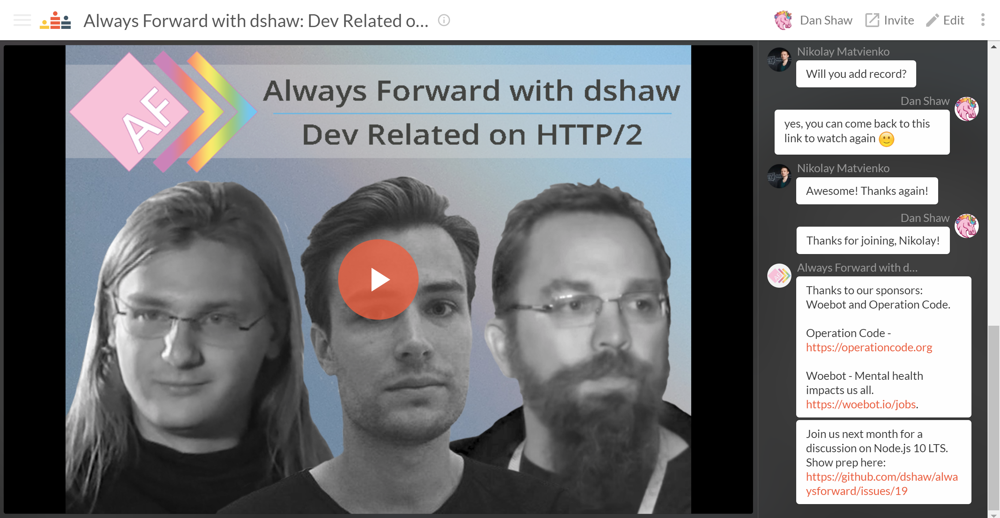 Always Forward with dshaw: Dev Related o...
Dan Shaw
Invite
Edit
AF
Always Forward with dshaw
Dev Related on HTTP/2
Nikolay Matvienko
Will you add record?
Dan Shaw
yes, you can come back to this
link to watch again
Nikolay Matvienko
Awesome! Thanks again!
Dan Shaw
Thanks for joining, Nikolay!
Always Forward with d...
AF
Thanks to our sponsors:
Woebot and Operation Code.
Operation Code -
https://operationcode.org
Woebot - Mental health
impacts us all.
https://woebot.io/jobs.
Join us next month for a
discussion on Node.js 10 LTS.
Show prep here:
https://github.com/dshaw/alwa
ysforward/issues/19